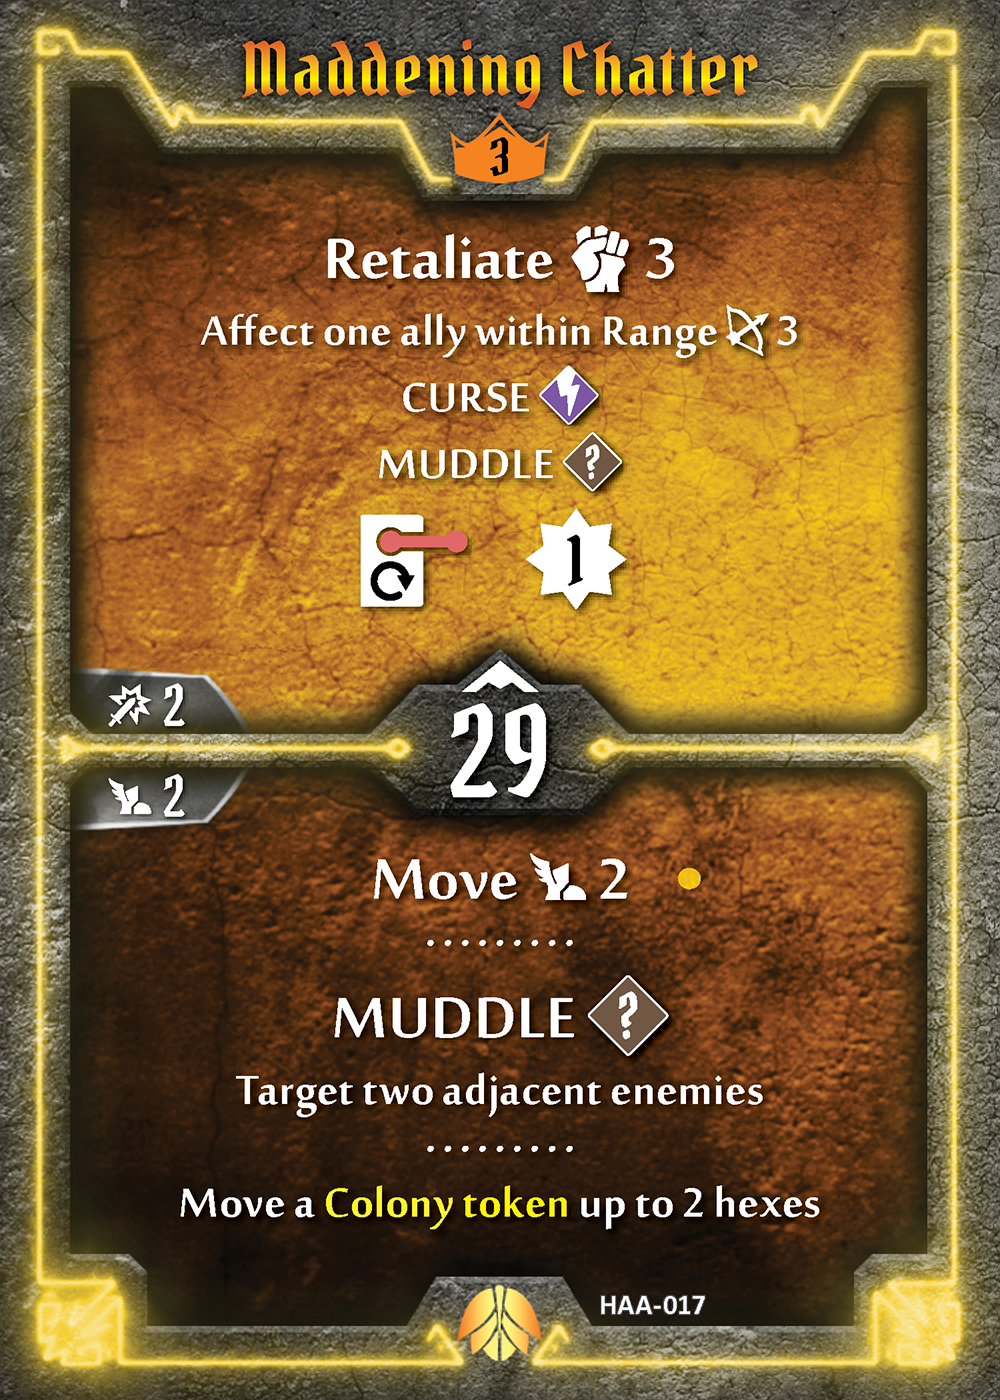 Maddening Chatter
3
Retaliate 3
Affect one ally within Range 3
CURSE
MUDDLE ?
1
2
29
2
Move 2
MUDDLE ?
Target two adjacent enemies
Move a Colony token up to 2 hexes
HAA-017